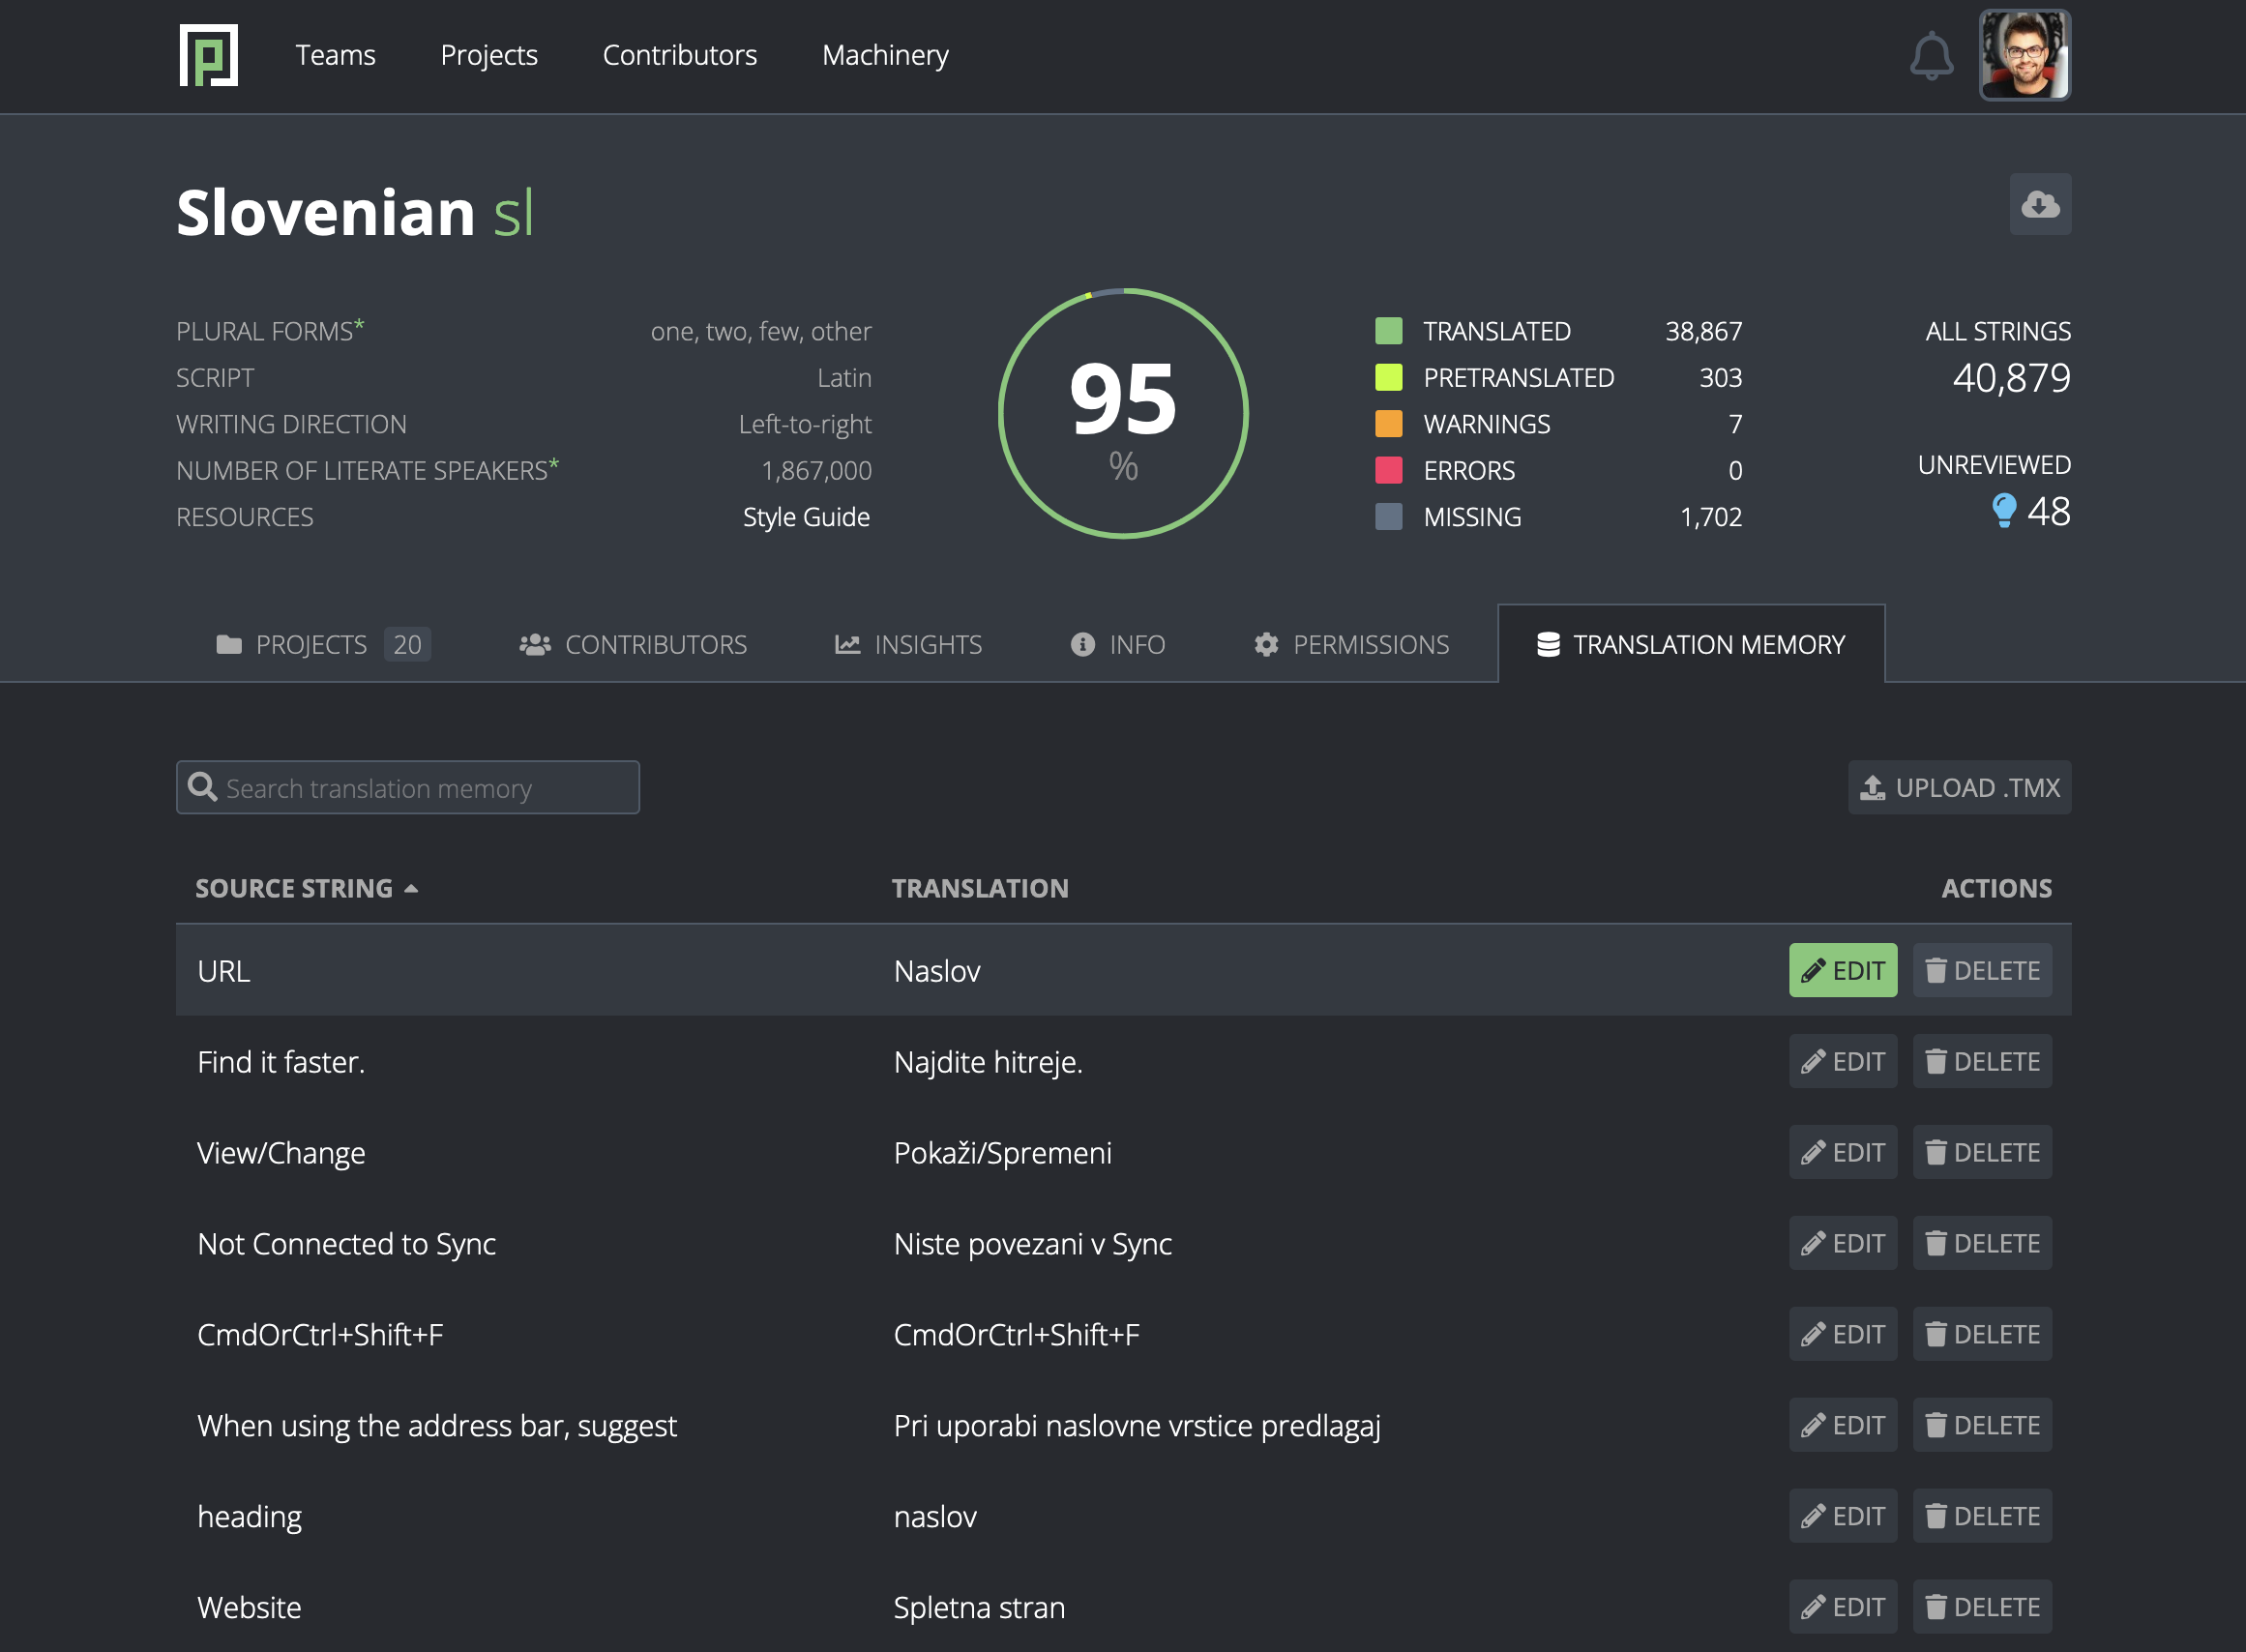 Teams Projects Contributors Machinery
Slovenian sl
PLURAL FORMS* one, two, few, other
SCRIPT Latin
WRITING DIRECTION Left-to-right
NUMBER OF LITERATE SPEAKERS* 1,867,000
RESOURCES Style Guide
95
%
TRANSLATED 38,867
PRETRANSLATED 303
WARNINGS 7
ERRORS 0
MISSING 1,702
ALL STRINGS
40,879
UNREVIEWED
48
PROJECTS 20 CONTRIBUTORS INSIGHTS INFO PERMISSIONS TRANSLATION MEMORY
Search translation memory UPLOAD .TMX
SOURCE STRING TRANSLATION ACTIONS
URL Naslov EDIT DELETE
Find it faster. Najdite hitreje. EDIT DELETE
View/Change Pokaži/Spremeni EDIT DELETE
Not Connected to Sync Niste povezani v Sync EDIT DELETE
CmdOrCtrl+Shift+F CmdOrCtrl+Shift+F EDIT DELETE
When using the address bar, suggest Pri uporabi naslovne vrstice predlagaj EDIT DELETE
heading naslov EDIT DELETE
Website Spletna stran EDIT DELETE